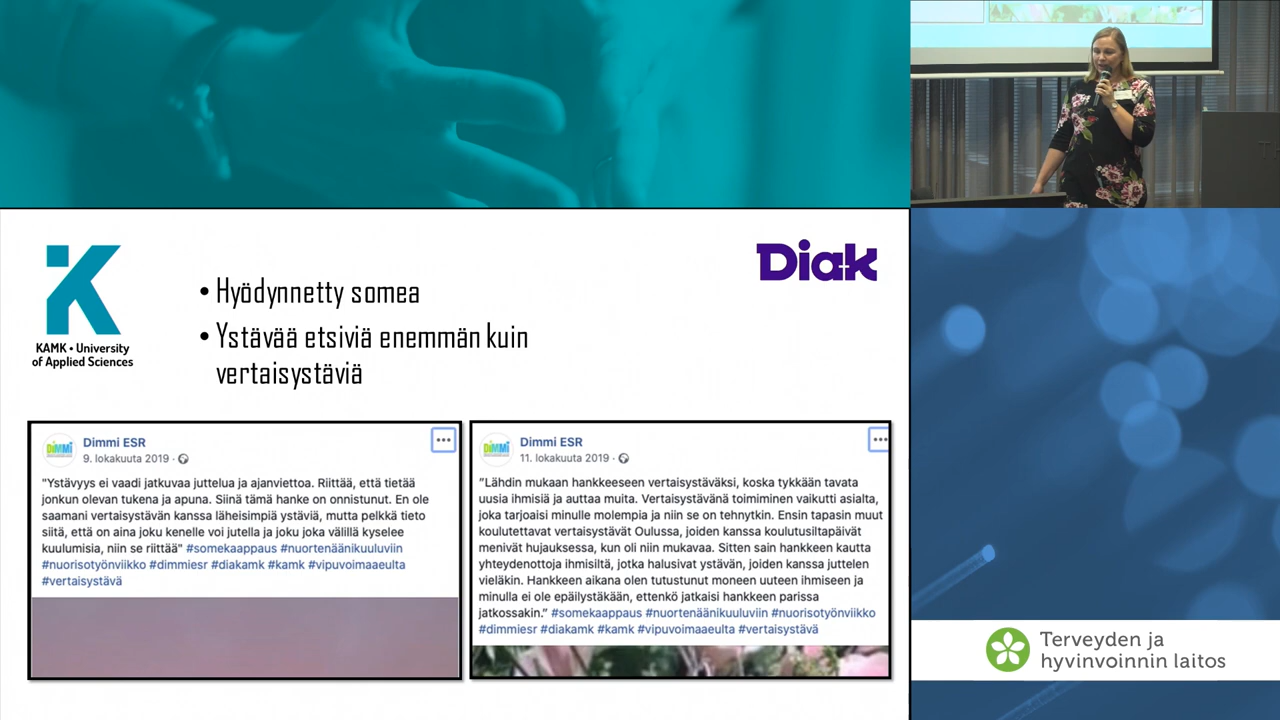 KAMK • University
of Applied Sciences
Diak
• Hyödynnetty somea
• Ystävää etsiviä enemmän kuin
vertaisystäviä
DiMMi
Dimmi ESR
9. lokakuuta 2019 ·
"Ystävyys ei vaadi jatkuvaa juttelua ja ajanviettoa. Riittää, että tietää
jonkun olevan tukena ja apuna. Siinä tämä hanke on onnistunut. En ole
saamani vertaisystävän kanssa läheisimpiä ystäviä, mutta pelkkä tieto
siitä, että on aina joku kenelle voi jutella ja joku joka välillä kyselee
kuulumisia, niin se riittää" #somekaappaus #nuortenäänikuuluviin
#nuorisotyönviikko #dimmiesr #diakamk #kamk #vipuvoimaaeulta
#vertaisystävä
DiMMi
Dimmi ESR
11. lokakuuta 2019 ·
"Lähdin mukaan hankkeeseen vertaisystäväksi, koska tykkään tavata
uusia ihmisiä ja auttaa muita. Vertaisystävänä toimiminen vaikutti asialta,
joka tarjoaisi minulle molempia ja niin se on tehnytkin. Ensin tapasin muut
koulutettavat vertaisystävät Oulussa, joiden kanssa koulutusiltapäivät
menivät hujauksessa, kun oli niin mukavaa. Sitten sain hankkeen kautta
yhteydenottoja ihmisiltä, jotka halusivat ystävän, joiden kanssa juttelen
vieläkin. Hankkeen aikana olen tutustunut moneen uuteen ihmiseen ja
minulla ei ole epäilystäkään, ettenkö jatkaisi hankkeen parissa
jatkossakin." #somekaappaus #nuortenäänikuuluviin #nuorisotyönviikko
#dimmiesr #diakamk #kamk #vipuvoimaaeulta #vertaisystävä
Terveyden ja
hyvinvoinnin laitos